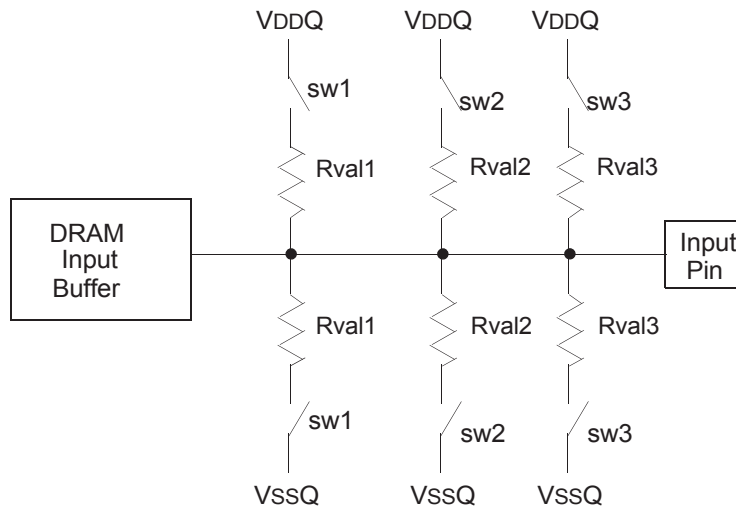 VDDQ VDDQ VDDQ
sw1 sw2 sw3
Rval1 Rval2 Rval3
DRAM
Input
Buffer
Input
Pin
Rval1 Rval2 Rval3
sw1 sw2 sw3
VSSQ VSSQ VSSQ